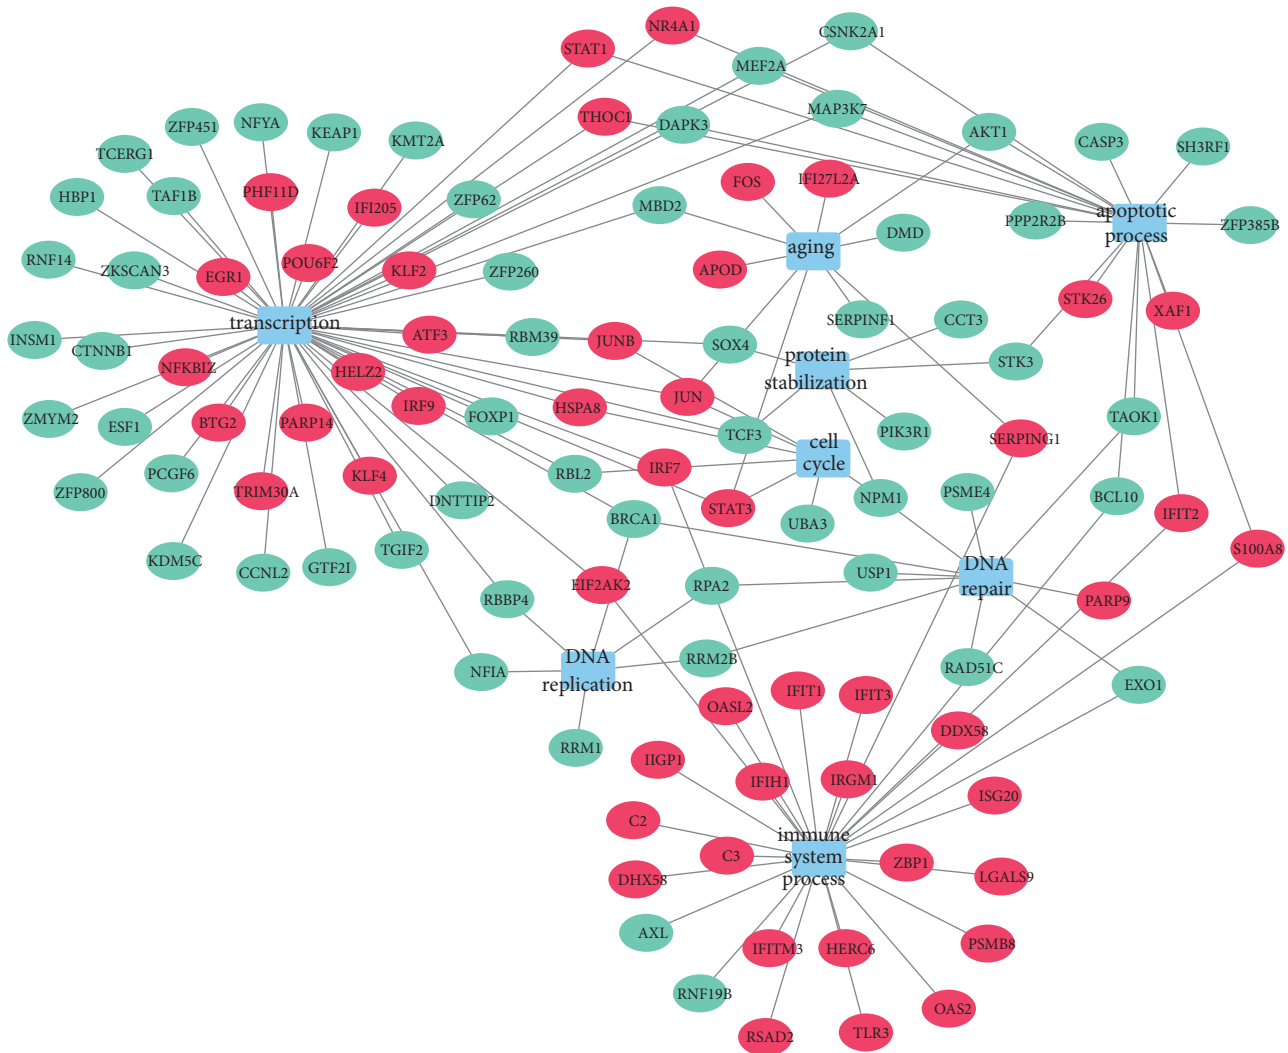 NR4A1
CSNK2A1
STAT1
MEF2A
MAP3K7
THOC1
DAPK3
AKT1
ZFP451
NFYA
KEAP1
KMT2A
TCERG1
CASP3
SH3RF1
HBP1
TAF1B
PHF11D
IFI205
ZFP62
MBD2
FOS
IFI27L2A
PPP2R2B
apoptotic
process
ZFP385B
aging
DMD
RNF14
ZKSCAN3
EGR1
POU6F2
KLF2
ZFP260
APOD
STK26
XAF1
transcription
SERPINF1
CCT3
INSM1
CTNNB1
ATF3
RBM39
JUNB
SOX4
protein
stabilization
STK3
NFKBIZ
HELZ2
IRF9
FOXP1
HSPA8
JUN
ZMYM2
ESF1
BTG2
PARP14
TCF3
PIK3R1
SERPING1
TAOK1
cell
cycle
PCGF6
ZFP800
TRIM30A
KLF4
DNTTIP2
RBL2
IRF7
STAT3
NPM1
PSME4
BCL10
IFIT2
BRCA1
UBA3
S100A8
KDM5C
CCNL2
GTF2I
TGIF2
RBBP4
EIF2AK2
RPA2
USP1
DNA
repair
PARP9
NFIA
DNA
replication
RRM2B
RAD51C
EXO1
OASL2
IFIT1
IFIT3
DDX58
RRM1
IIGP1
IFIH1
IRGM1
ISG20
C2
immune
system
process
C3
ZBP1
DHX58
LGALS9
AXL
IFITM3
HERC6
PSMB8
RNF19B
OAS2
RSAD2
TLR3